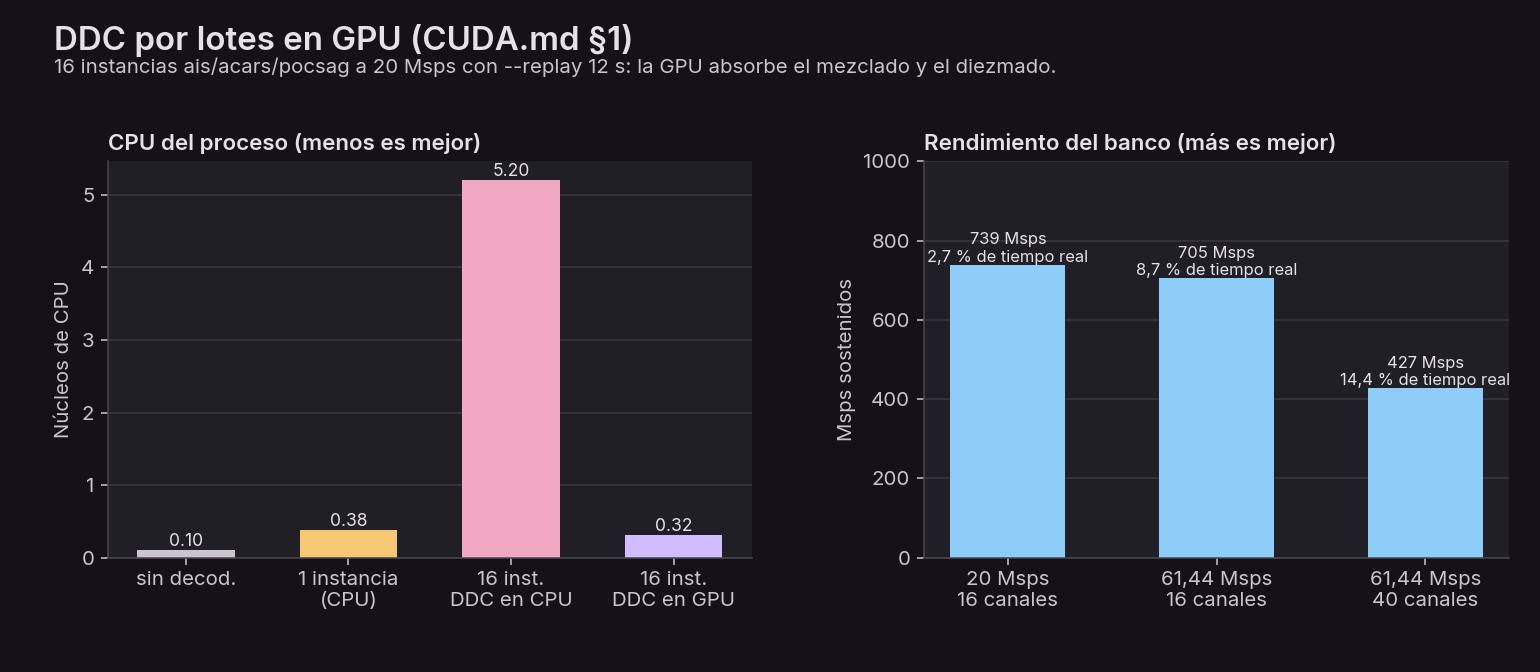 DDC por lotes en GPU (CUDA.md §1)
16 instancias ais/acars/pocsag a 20 Msps con --replay 12 s: la GPU absorbe el mezclado y el diezmado.
CPU del proceso (menos es mejor)
Núcleos de CPU
5
4
3
2
1
0
0.10
0.38
5.20
0.32
sin decod.
1 instancia
(CPU)
16 inst.
DDC en CPU
16 inst.
DDC en GPU
Rendimiento del banco (más es mejor)
Msps sostenidos
1000
800
600
400
200
0
739 Msps
2,7 % de tiempo real
705 Msps
8,7 % de tiempo real
427 Msps
14,4 % de tiempo real
20 Msps
16 canales
61,44 Msps
16 canales
61,44 Msps
40 canales